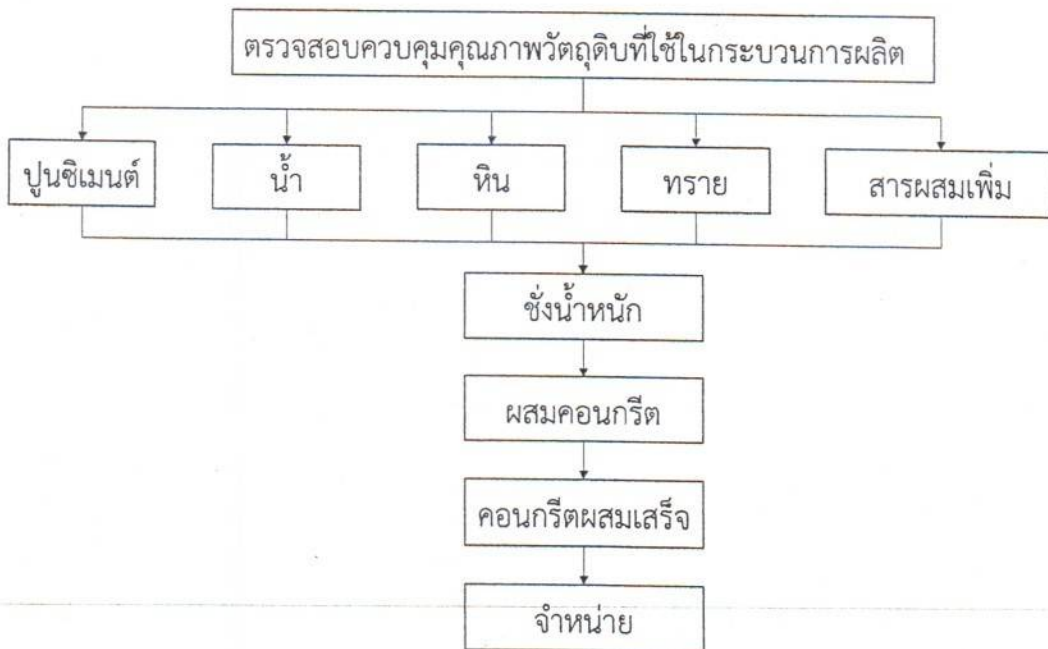 ตรวจสอบควบคุมคุณภาพวัตถุดิบที่ใช้ในกระบวนการผลิต
ปูนซิเมนต์
น้ำ
หิน
ทราย
สารผสมเพิ่ม
ชั่งน้ำหนัก
ผสมคอนกรีต
คอนกรีตผสมเสร็จ
จำหน่าย